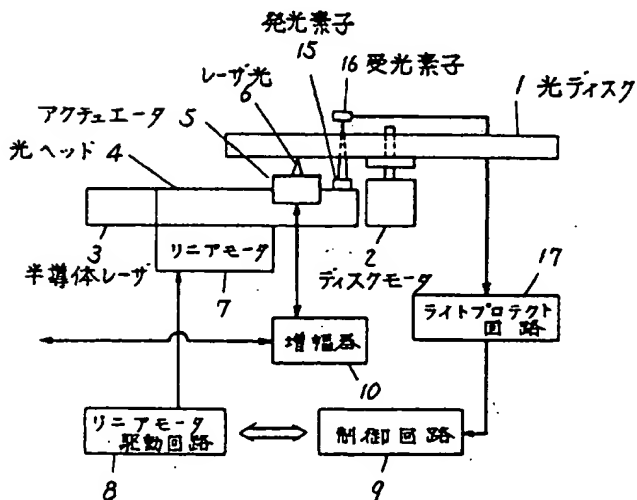 発光素子
15
16 受光素子
レーザ光
6
1 光ディスク
アクチュエータ 5
光ヘッド 4
3
半導体レーザ
リニアモータ
7
2
ディスクモータ
17
ライトプロテクト
回路
増幅器
10
リニアモータ
駆動回路
8
制御回路
9